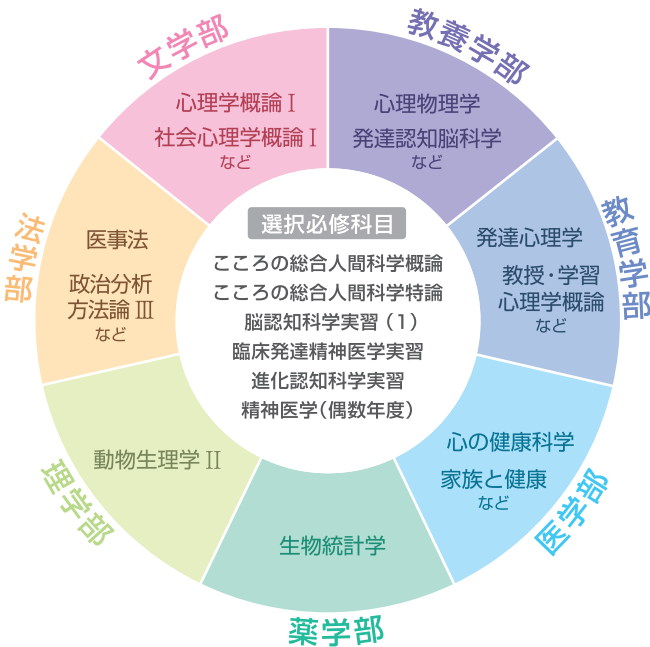 選択必修科目
こころの総合人間科学概論
こころの総合人間科学特論
脳認知科学実習(1)
臨床発達精神医学実習
進化認知科学実習
精神医学(偶数年度)
教養学部
心理物理学
発達認知脳科学
など
教育学部
発達心理学
教授・学習
心理学概論
など
医学部
心の健康科学
家族と健康
など
薬学部
生物統計学
理学部
動物生理学Ⅱ
法学部
医事法
政治分析
方法論Ⅲ
など
文学部
心理学概論Ⅰ
社会心理学概論Ⅰ
など